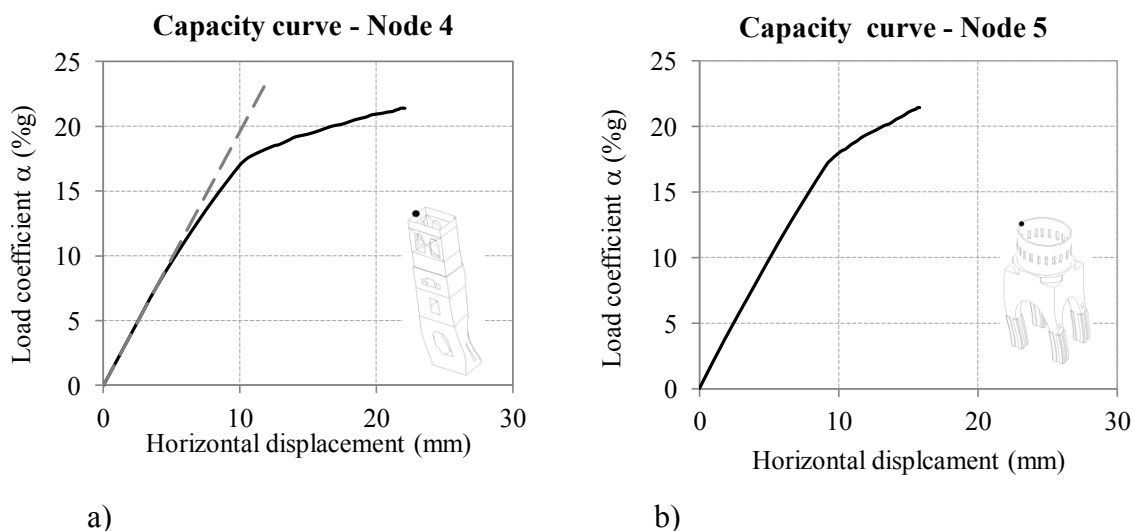 Capacity curve - Node 4
Load coefficient α (%g)
25
20
15
10
5
0
0 10 20 30
Horizontal displacement (mm)
a)
Capacity curve - Node 5
Load coefficient α (%g)
25
20
15
10
5
0
0 10 20 30
Horizontal displcament (mm)
b)